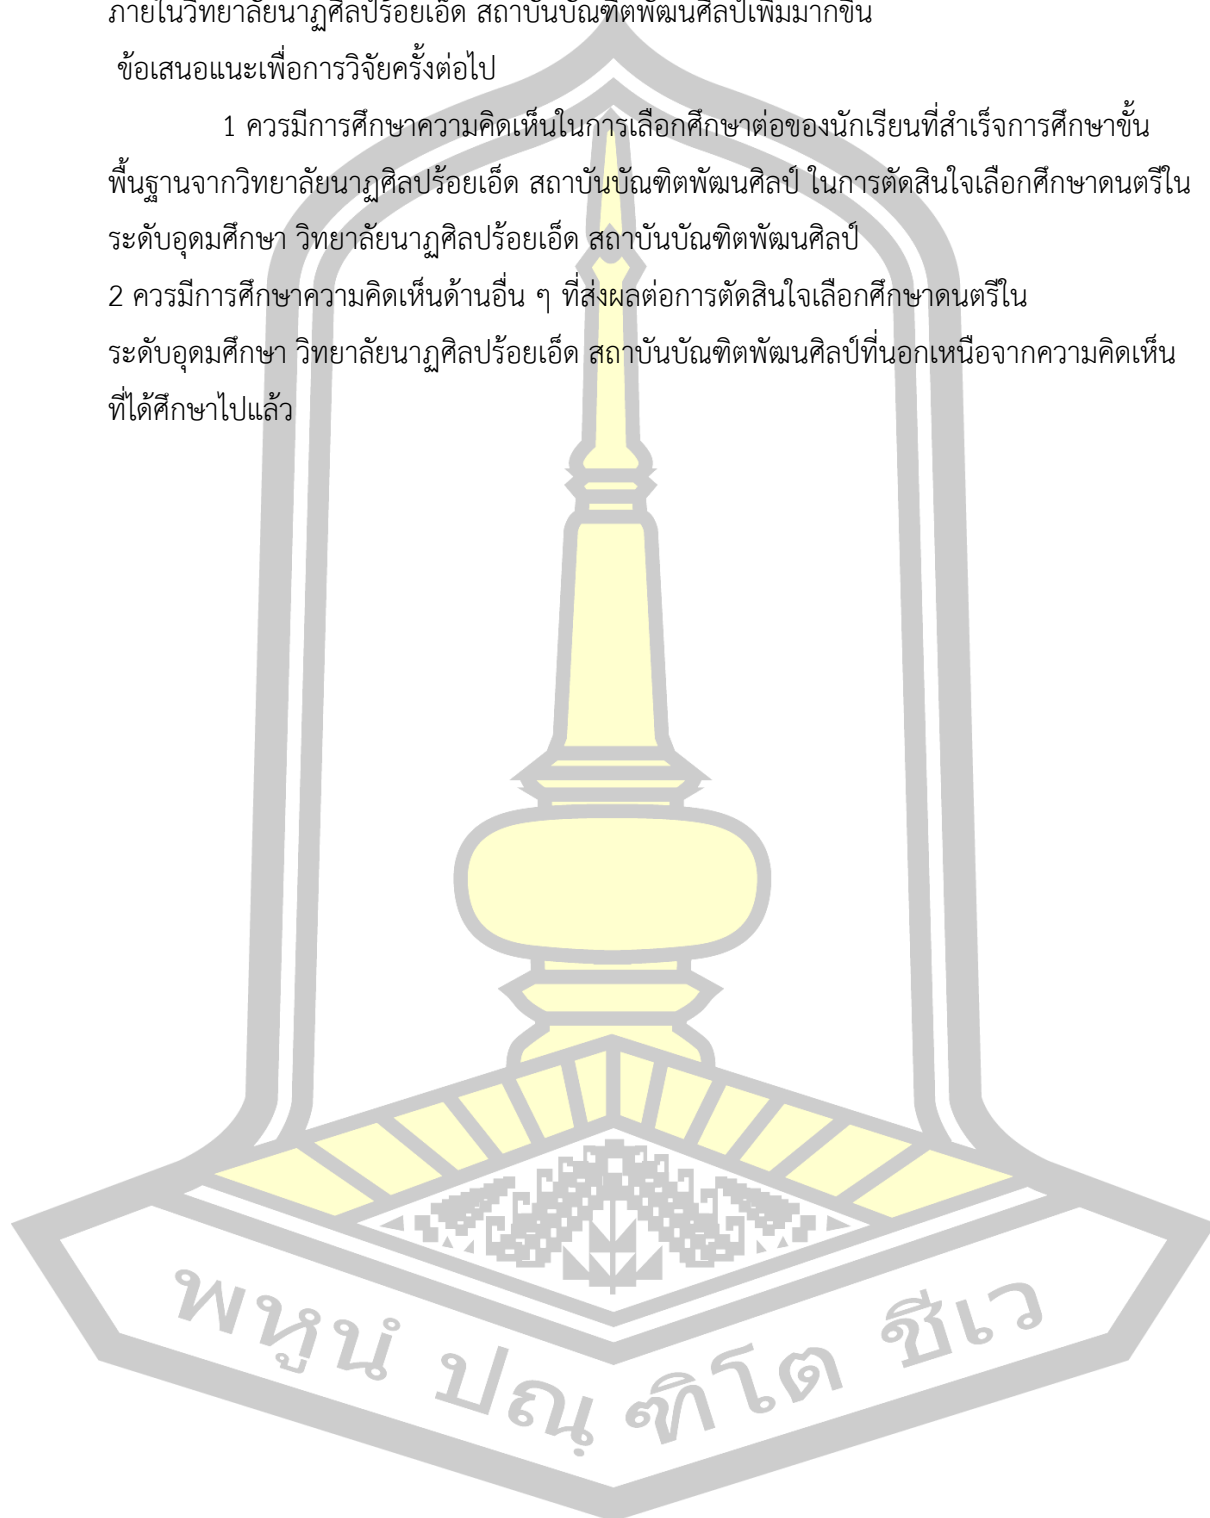 ภายในวิทยาลัยนาฏศิลปร้อยเอ็ด สถาบันบัณฑิตพัฒนศิลป์เพิ่มมากขึ้น
ข้อเสนอแนะเพื่อการวิจัยครั้งต่อไป
1 ควรมีการศึกษาความคิดเห็นในการเลือกศึกษาต่อของนักเรียนที่สำเร็จการศึกษาขั้น
พื้นฐานจากวิทยาลัยนาฏศิลปร้อยเอ็ด สถาบันบัณฑิตพัฒนศิลป์ ในการตัดสินใจเลือกศึกษาดนตรีใน
ระดับอุดมศึกษา วิทยาลัยนาฏศิลปร้อยเอ็ด สถาบันบัณฑิตพัฒนศิลป์
2 ควรมีการศึกษาความคิดเห็นด้านอื่น ๆ ที่ส่งผลต่อการตัดสินใจเลือกศึกษาดนตรีใน
ระดับอุดมศึกษา วิทยาลัยนาฏศิลปร้อยเอ็ด สถาบันบัณฑิตพัฒนศิลป์ที่นอกเหนือจากความคิดเห็น
ที่ได้ศึกษาไปแล้ว
พหูนํ ปณฺฑิโต ชีเว